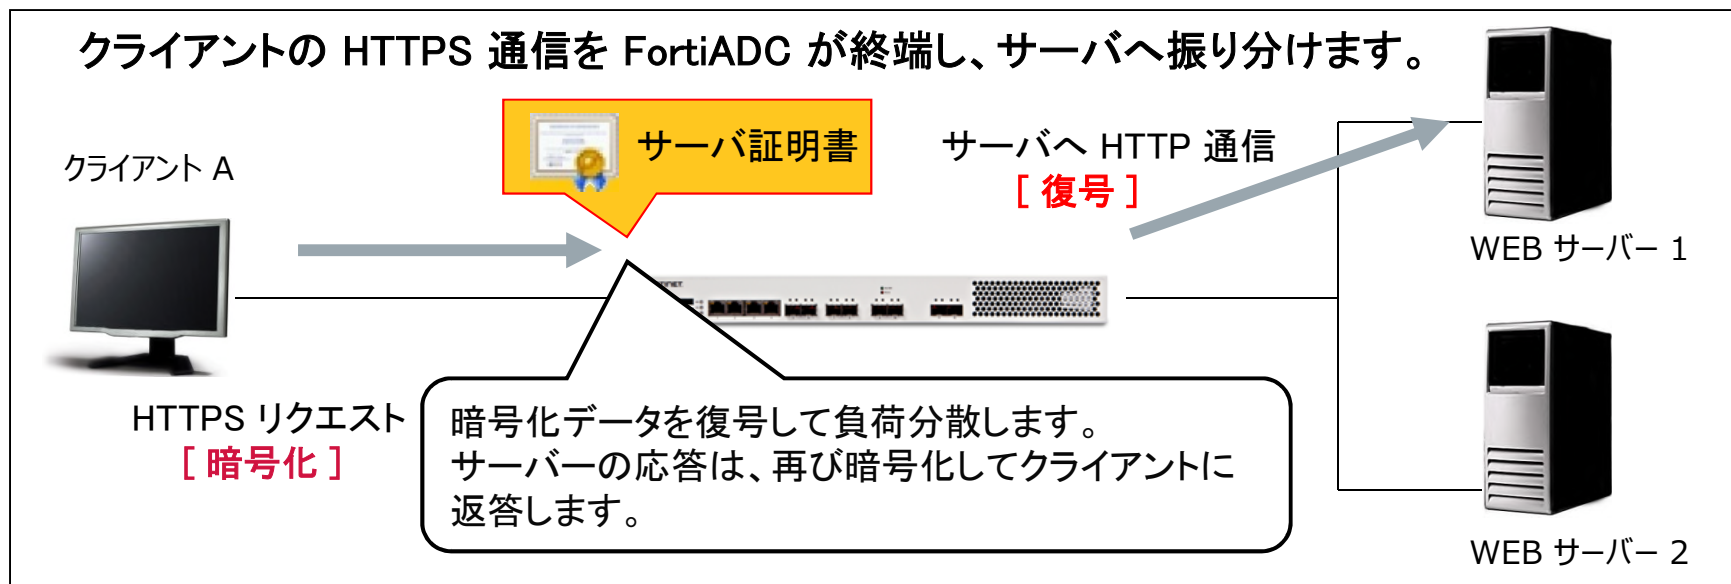 クライアントの HTTPS 通信を FortiADC が終端し、サーバへ振り分けます。
サーバ証明書
サーバへ HTTP 通信
[ 復号 ]
クライアント A
WEB サーバー 1
HTTPS リクエスト
[ 暗号化 ]
暗号化データを復号して負荷分散します。
サーバーの応答は、再び暗号化してクライアントに
返答します。
WEB サーバー 2